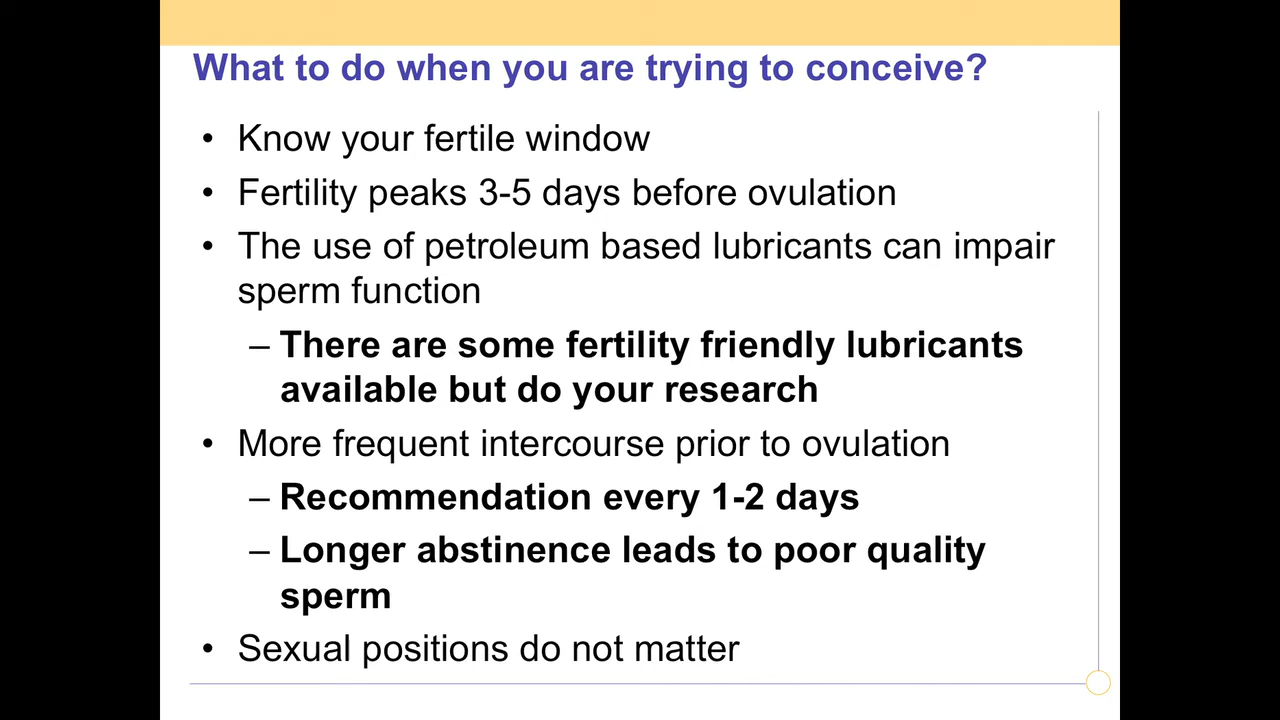 What to do when you are trying to conceive?
• Know your fertile window
• Fertility peaks 3-5 days before ovulation
• The use of petroleum based lubricants can impair
sperm function
– There are some fertility friendly lubricants
available but do your research
• More frequent intercourse prior to ovulation
– Recommendation every 1-2 days
– Longer abstinence leads to poor quality
sperm
• Sexual positions do not matter